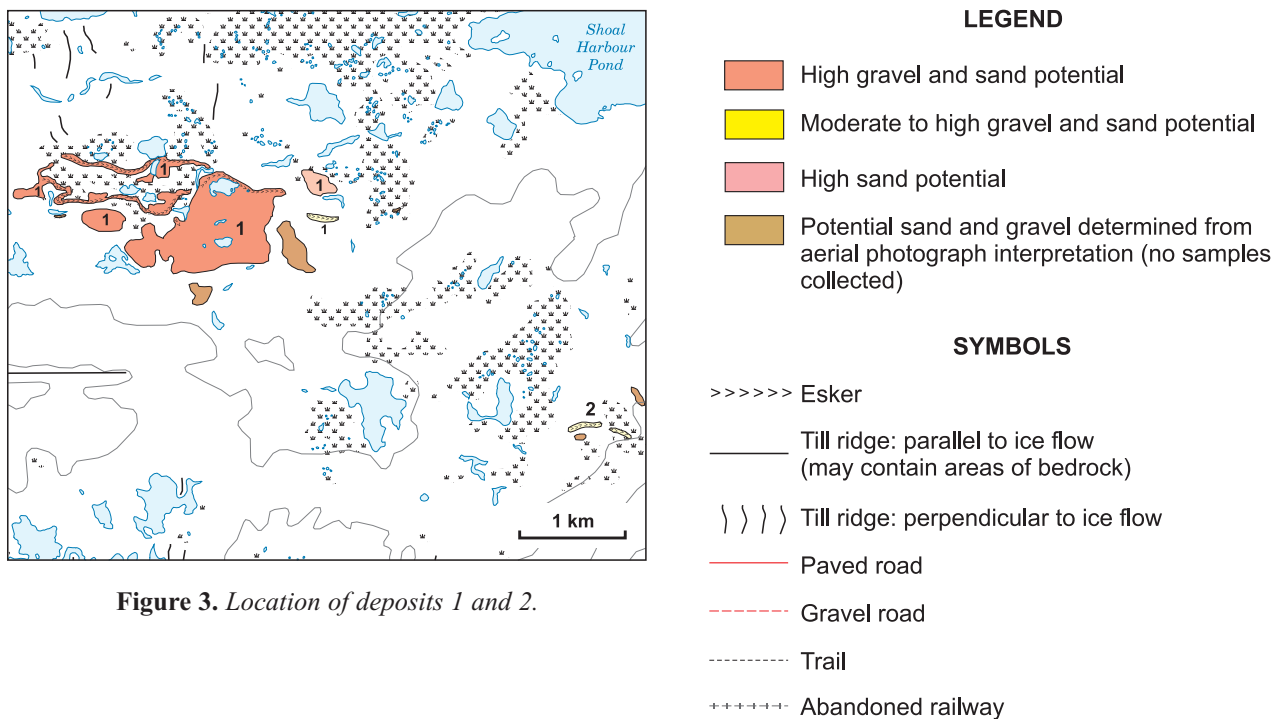 Shoal
Harbour
Pond
1
1
1
1
1
1
2
1 km
Figure 3. Location of deposits 1 and 2.
LEGEND
High gravel and sand potential
Moderate to high gravel and sand potential
High sand potential
Potential sand and gravel determined from
aerial photograph interpretation (no samples
collected)
SYMBOLS
Esker
Till ridge: parallel to ice flow
(may contain areas of bedrock)
Till ridge: perpendicular to ice flow
Paved road
Gravel road
Trail
Abandoned railway